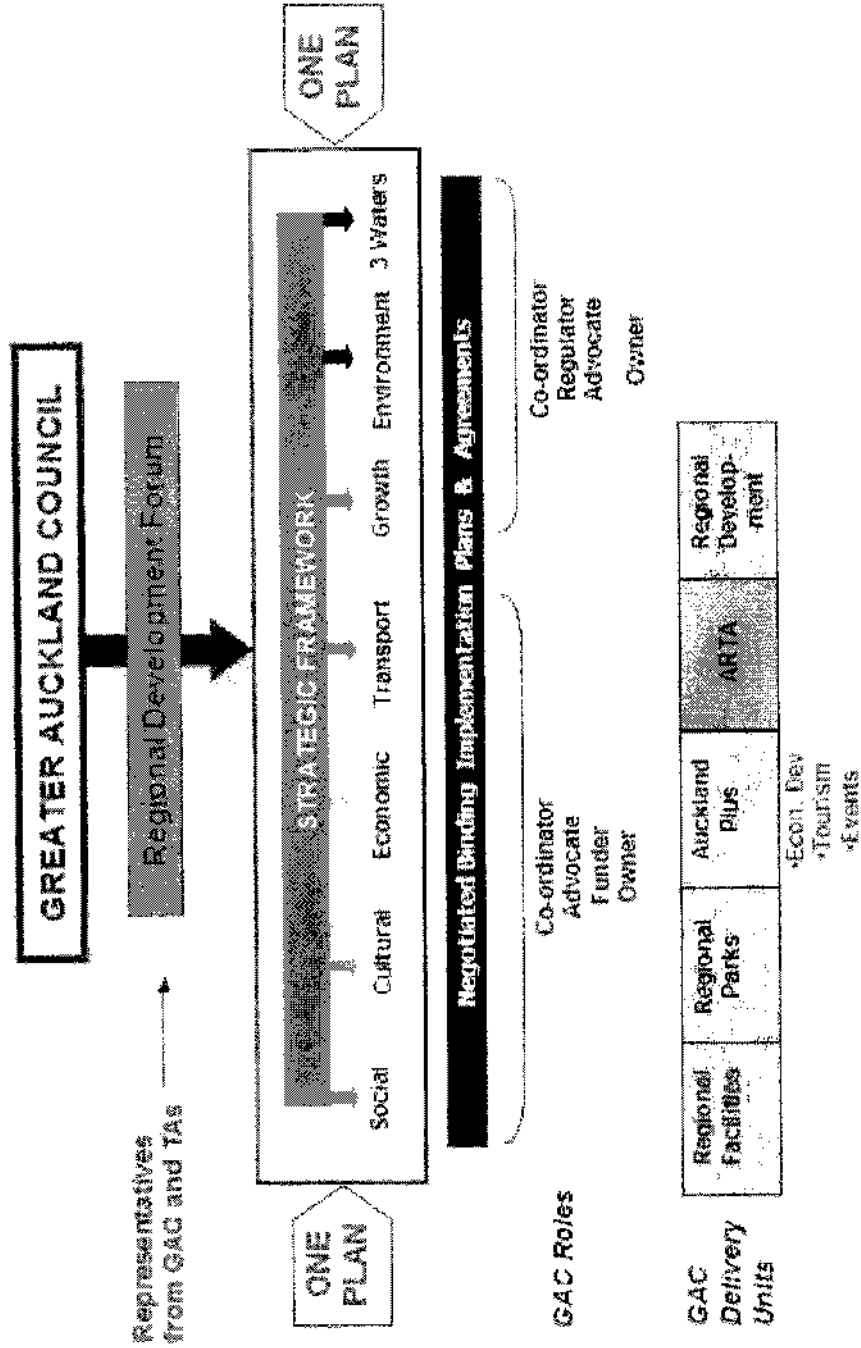 GREATER AUCKLAND COUNCIL
Representatives
from GAC and TAs
Regional Development Forum
ONE
PLAN
STRATEGIC FRAMEWORK
Social
Cultural
Economic
Transport
Growth
Environment
3 Waters
ONE
PLAN
Negotiated Binding Implementation Plans & Agreements
GAC Roles
Co-ordinator
Advocate
Funder
Owner
Co-ordinator
Regulator
Advocate
Owner
GAC
Delivery
Units
Regional
Facilities
Regional
Parks
Auckland
Plus
ARTA
Regional
Develop-
ment
•Econ. Dev
•Tourism
•Events